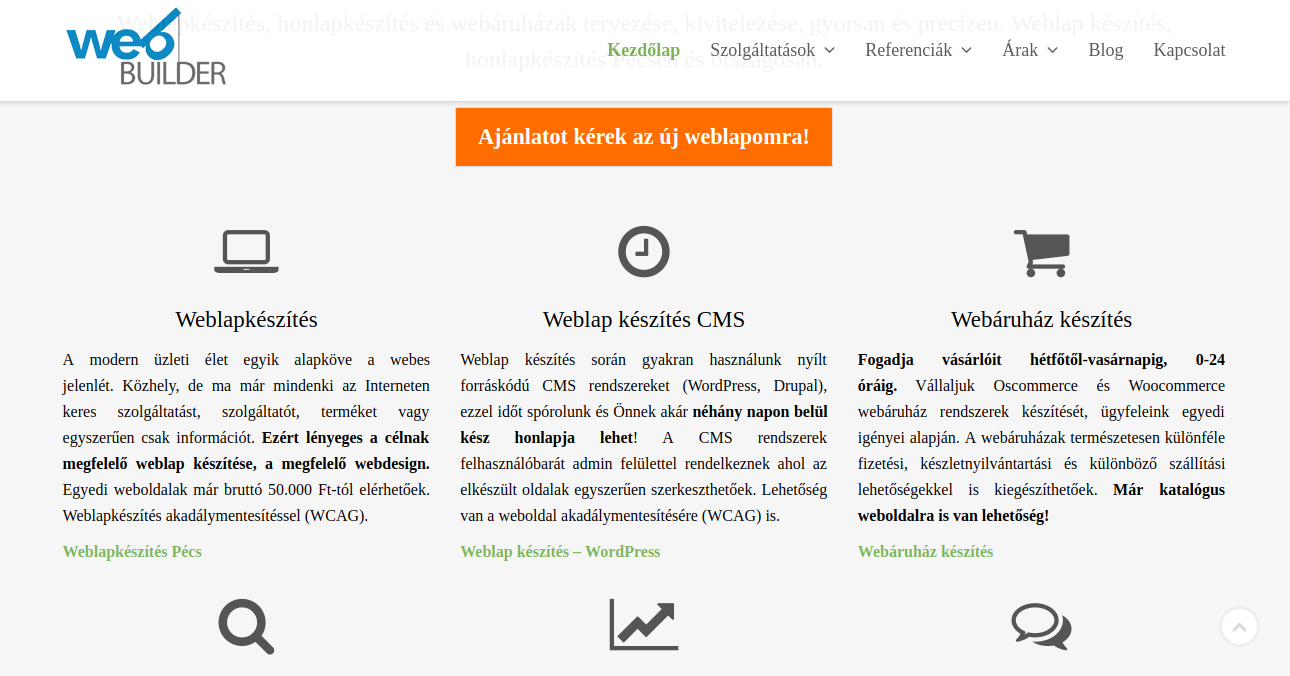 Weblapkészítés, honlapkészítés és webáruházak tervezése, kivitelezése, gyorsan és precízen. Weblap készítés,
honlapkészítés Pécsen és országosan.
web
BUILDER
Kezdőlap Szolgáltatások Referenciák Árak Blog Kapcsolat
Ajánlatot kérek az új weblapomra!
Weblapkészítés
A modern üzleti élet egyik alapköve a webes
jelenlét. Közhely, de ma már mindenki az Interneten
keres szolgáltatást, szolgáltatót, terméket vagy
egyszerűen csak információt. Ezért lényeges a célnak
megfelelő weblap készítése, a megfelelő webdesign.
Egyedi weboldalak már bruttó 50.000 Ft-tól elérhetőek.
Weblapkészítés akadálymentesítéssel (WCAG).
Weblapkészítés Pécs
Weblap készítés CMS
Weblap készítés során gyakran használunk nyílt
forráskódú CMS rendszereket (WordPress, Drupal),
ezzel időt spórolunk és Önnek akár néhány napon belül
kész honlapja lehet! A CMS rendszerek
felhasználóbarát admin felülettel rendelkeznek ahol az
elkészült oldalak egyszerűen szerkeszthetőek. Lehetőség
van a weboldal akadálymentesítésére (WCAG) is.
Weblap készítés – WordPress
Webáruház készítés
Fogadja vásárlóit hétfőtől-vasárnapig, 0-24
óráig. Vállaljuk Oscommerce és Woocommerce
webáruház rendszerek készítését, ügyfeleink egyedi
igényei alapján. A webáruházak természetesen különféle
fizetési, készletnyilvántartási és különböző szállítási
lehetőségekkel is kiegészíthetőek. Már katalógus
weboldalra is van lehetőség!
Webáruház készítés